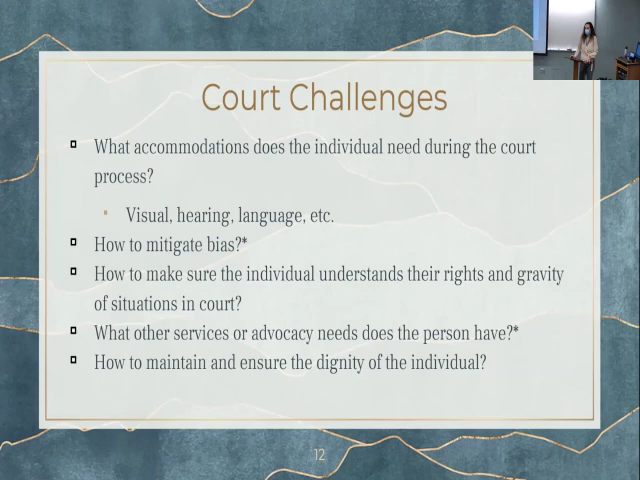 Court Challenges
What accommodations does the individual need during the court
process?
Visual, hearing, language, etc.
How to mitigate bias?*
How to make sure the individual understands their rights and gravity
of situations in court?
What other services or advocacy needs does the person have?*
How to maintain and ensure the dignity of the individual?
12